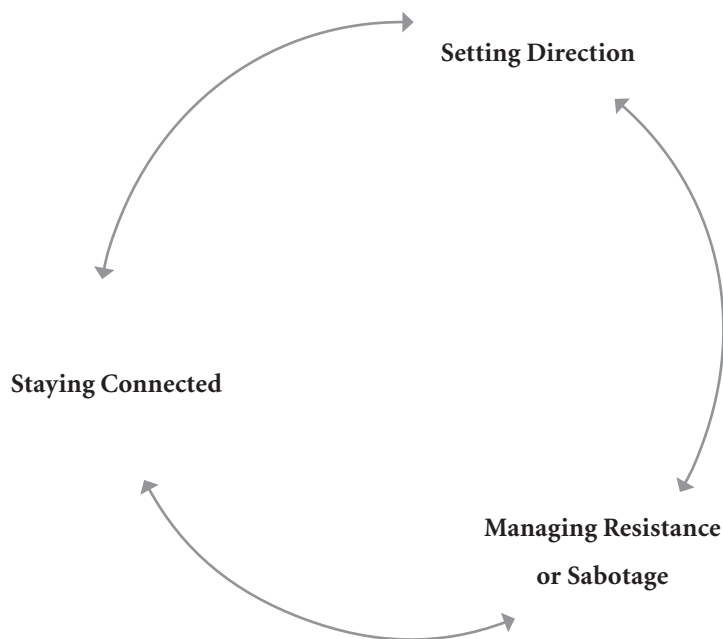 Setting Direction
Staying Connected
Managing Resistance
or Sabotage